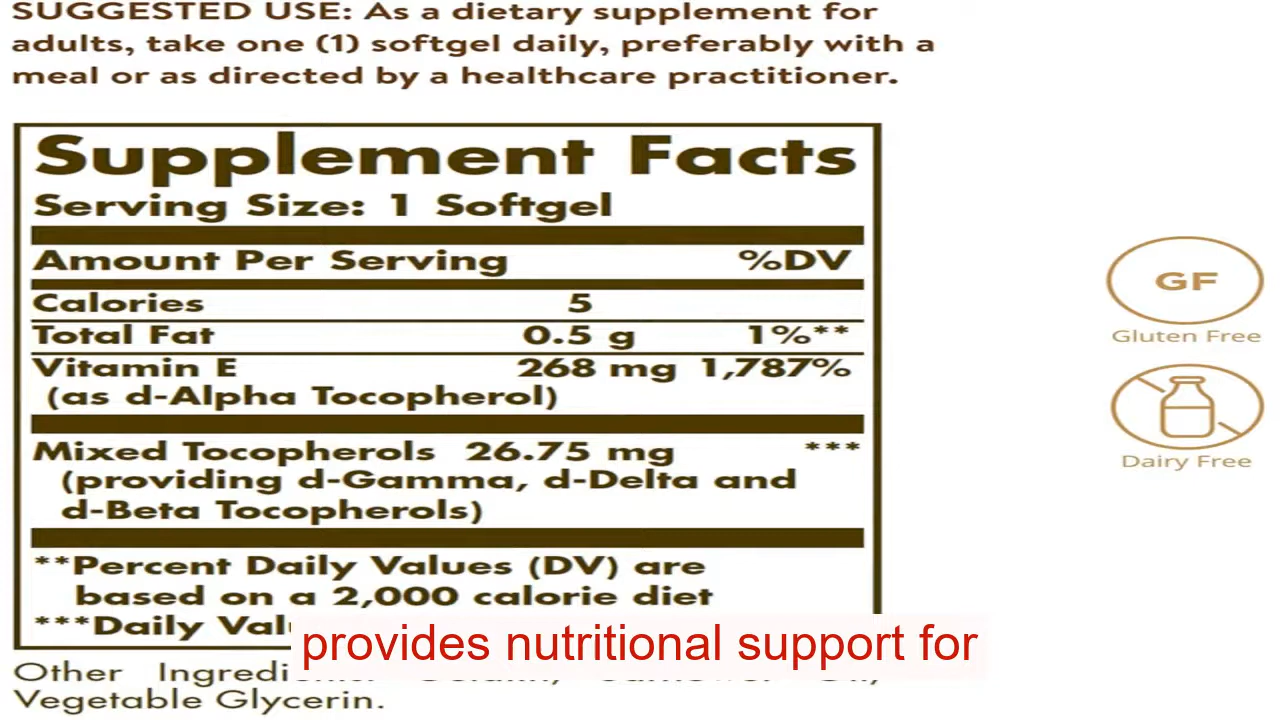 SUGGESTED USE: As a dietary supplement for
adults, take one (1) softgel daily, preferably with a
meal or as directed by a healthcare practitioner.
Supplement Facts
Serving Size: 1 Softgel
Amount Per Serving %DV
Calories 5
Total Fat 0.5 g 1%**
Vitamin E 268 mg 1,787%
(as d-Alpha Tocopherol)
Mixed Tocopherols 26.75 mg ***
(providing d-Gamma, d-Delta and
d-Beta Tocopherols)
**Percent Daily Values (DV) are
based on a 2,000 calorie diet
***Daily
provides nutritional support for
Other
Vegetable Glycerin.
GF
Gluten Free
Dairy Free